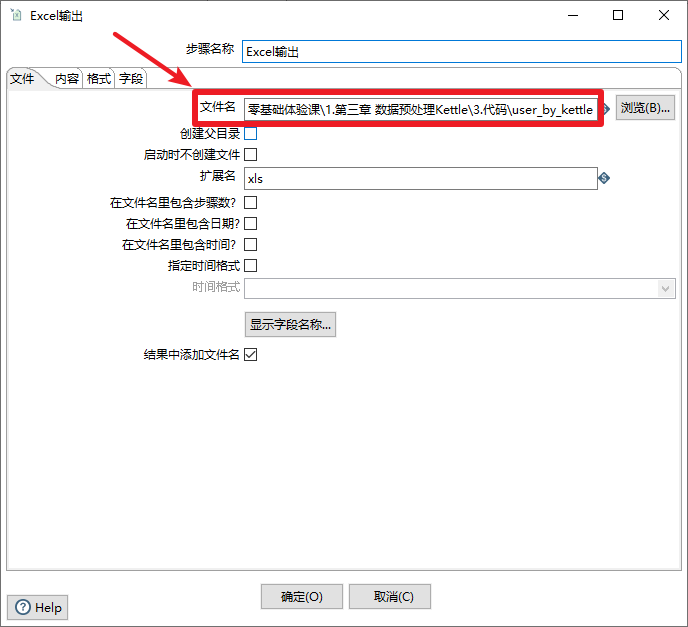 Excel输出
步骤名称 Excel输出
文件 内容 格式 字段
文件名 零基础体验课\1.第三章 数据预处理Kettle\3.代码\user_by_kettle 浏览(B)...
创建父目录
启动时不创建文件
扩展名 xls
在文件名里包含步骤数?
在文件名里包含日期?
在文件名里包含时间?
指定时间格式
时间格式
显示字段名称...
结果中添加文件名
确定(O) 取消(C)
Help